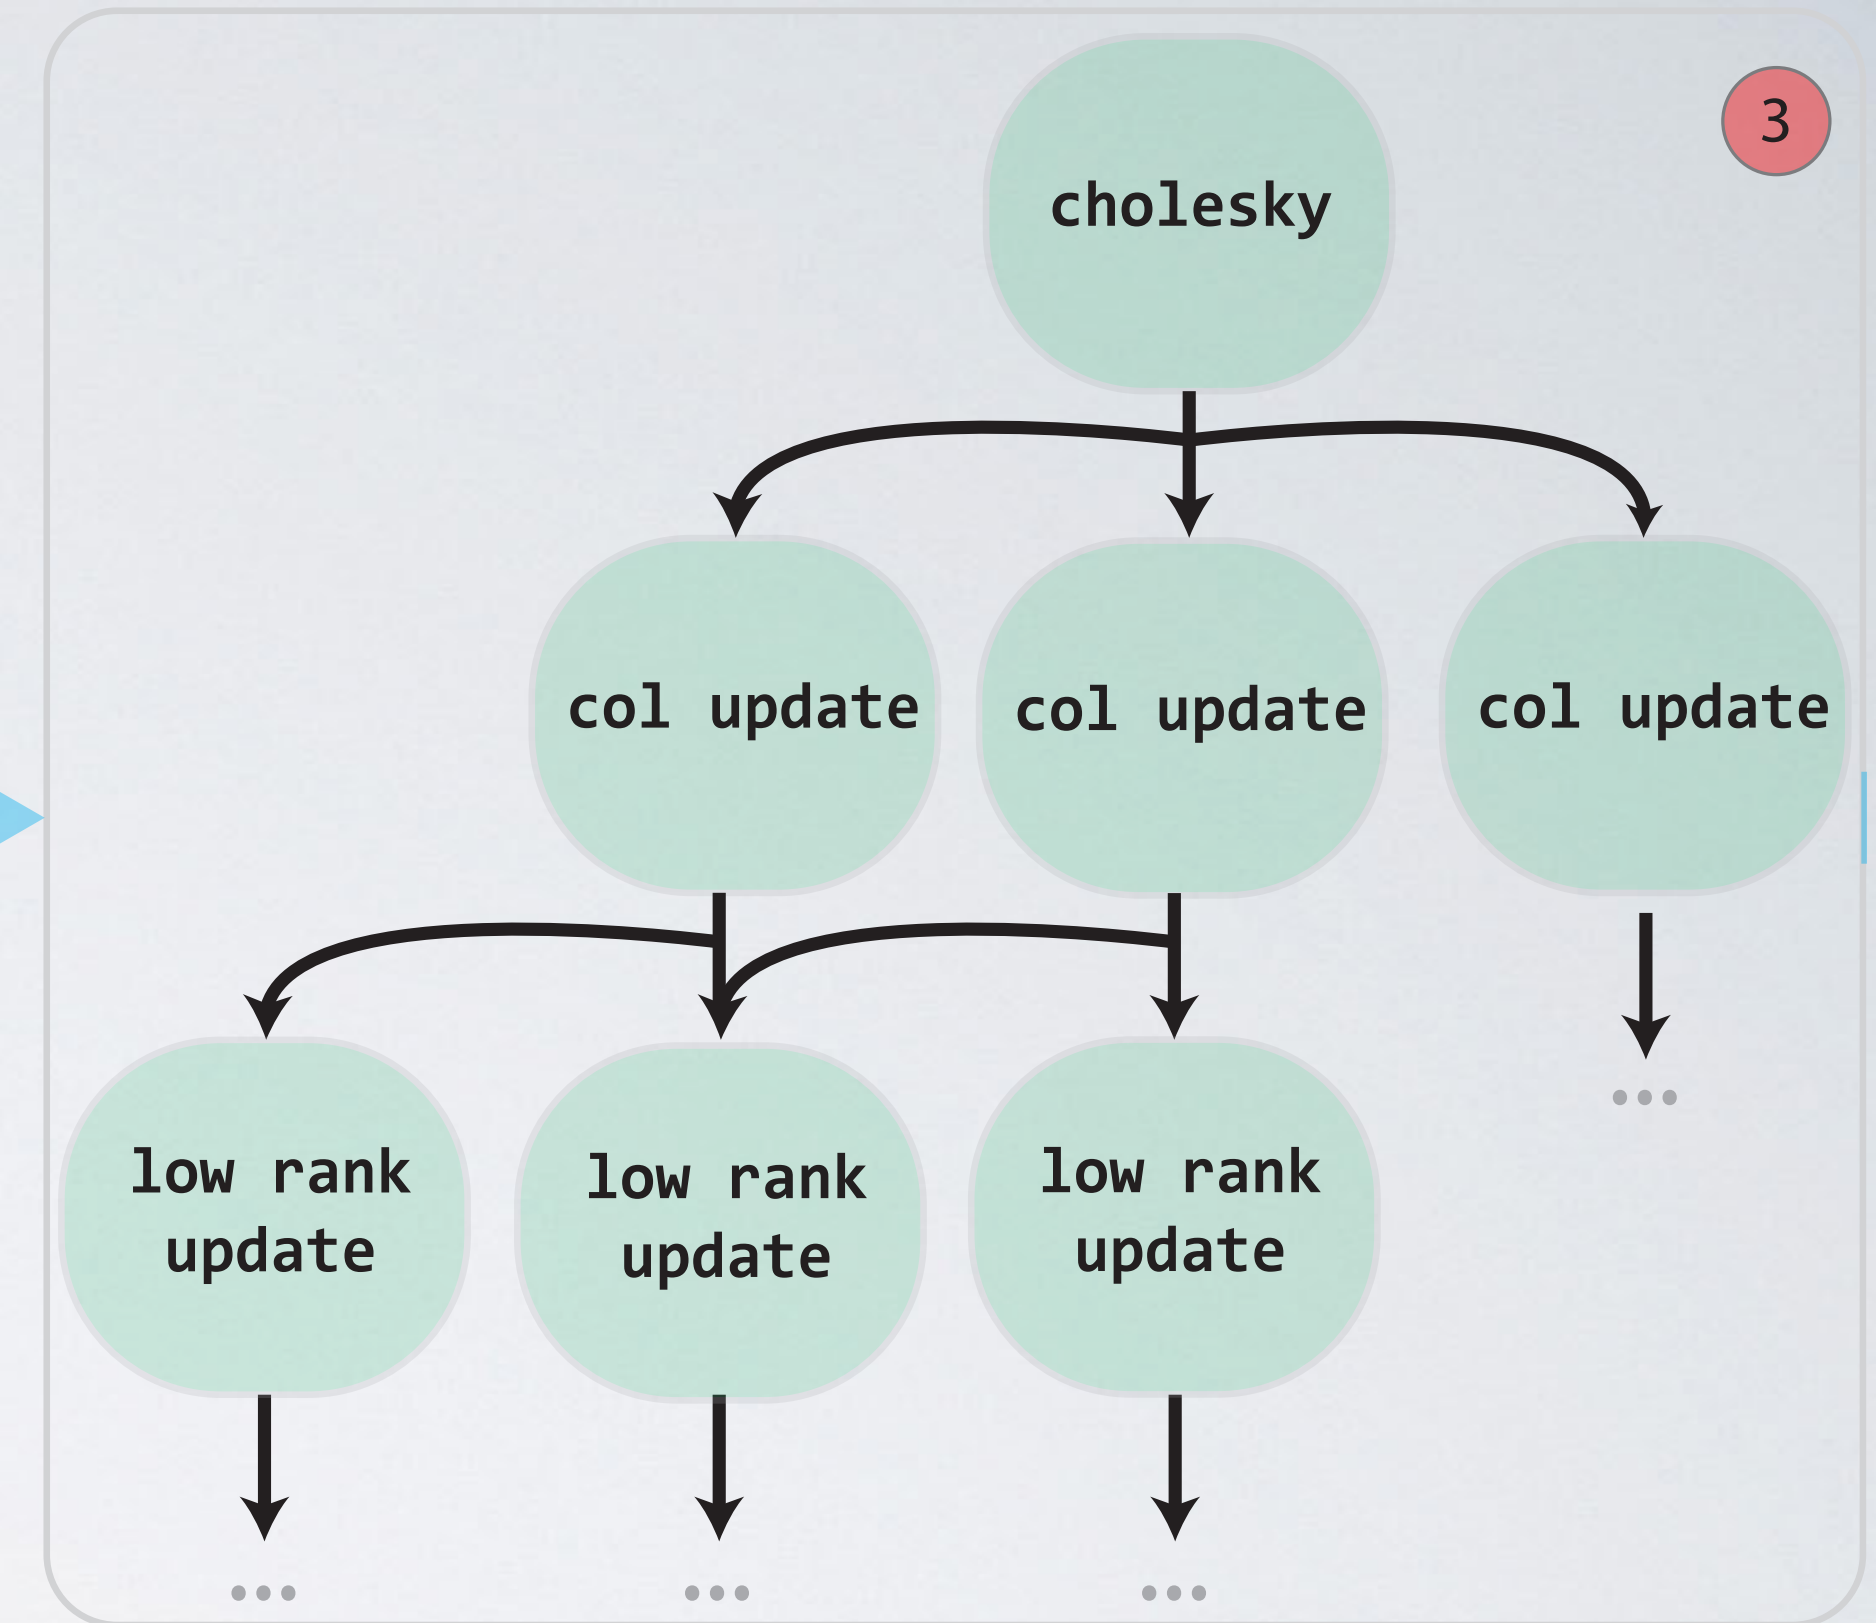 3
cholesky
col update
col update
col update
low rank
update
low rank
update
low rank
update
...
...
...
...